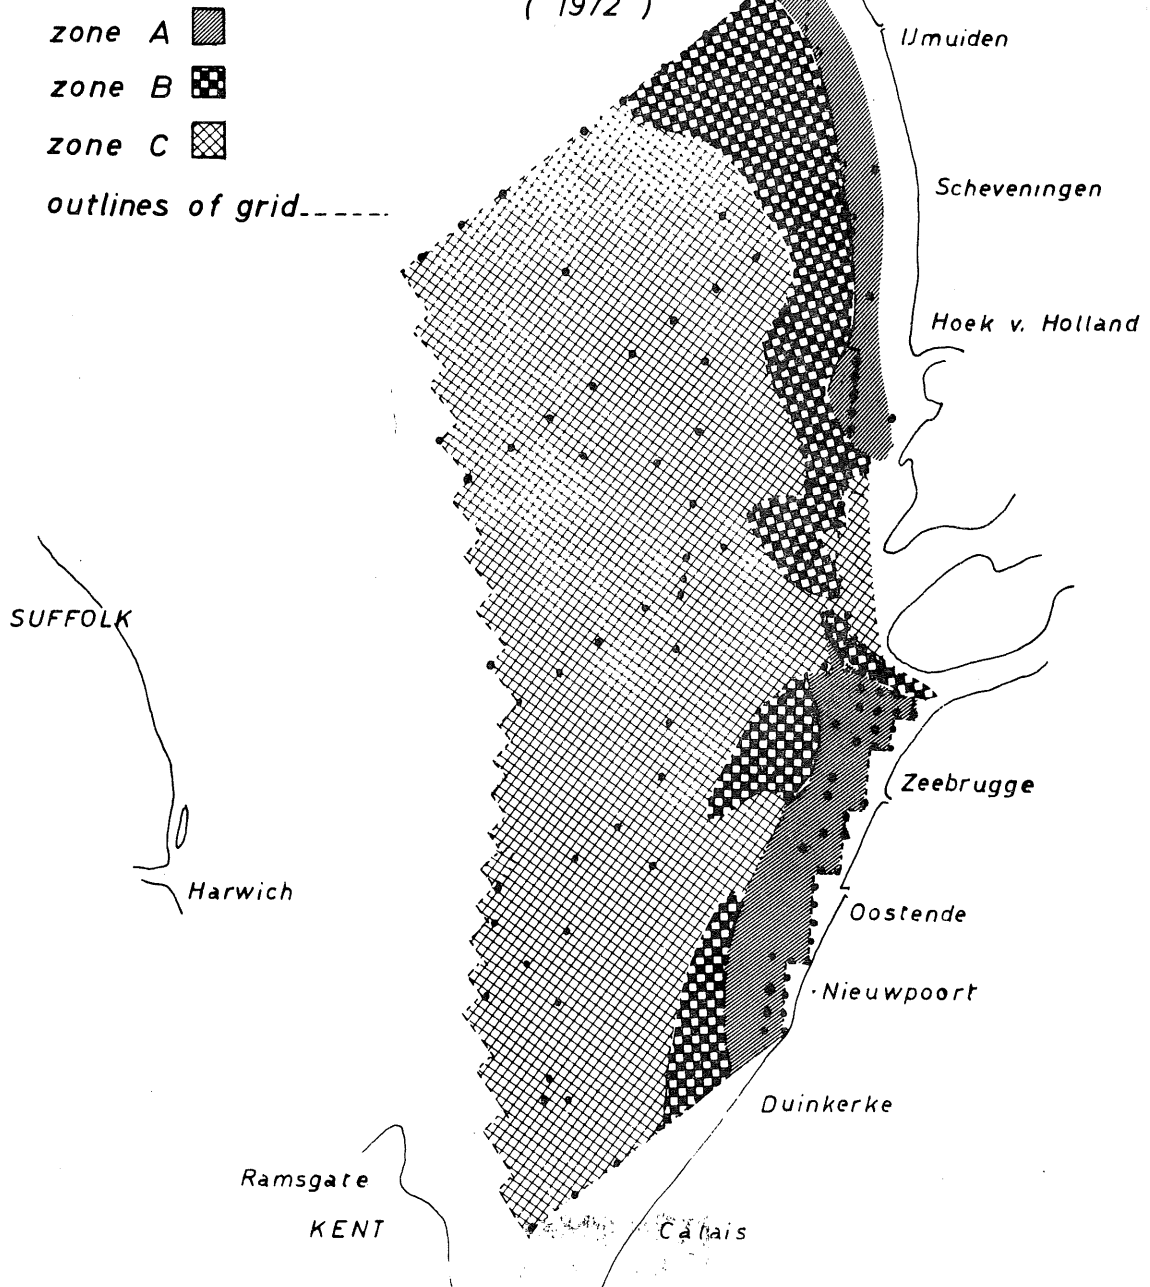 ( 1972 )
zone A
zone B
zone C
outlines of grid
IJmuiden
Scheveningen
Hoek v. Holland
SUFFOLK
Zeebrugge
Harwich
Oostende
Nieuwpoort
Duinkerke
Ramsgate
KENT
Calais